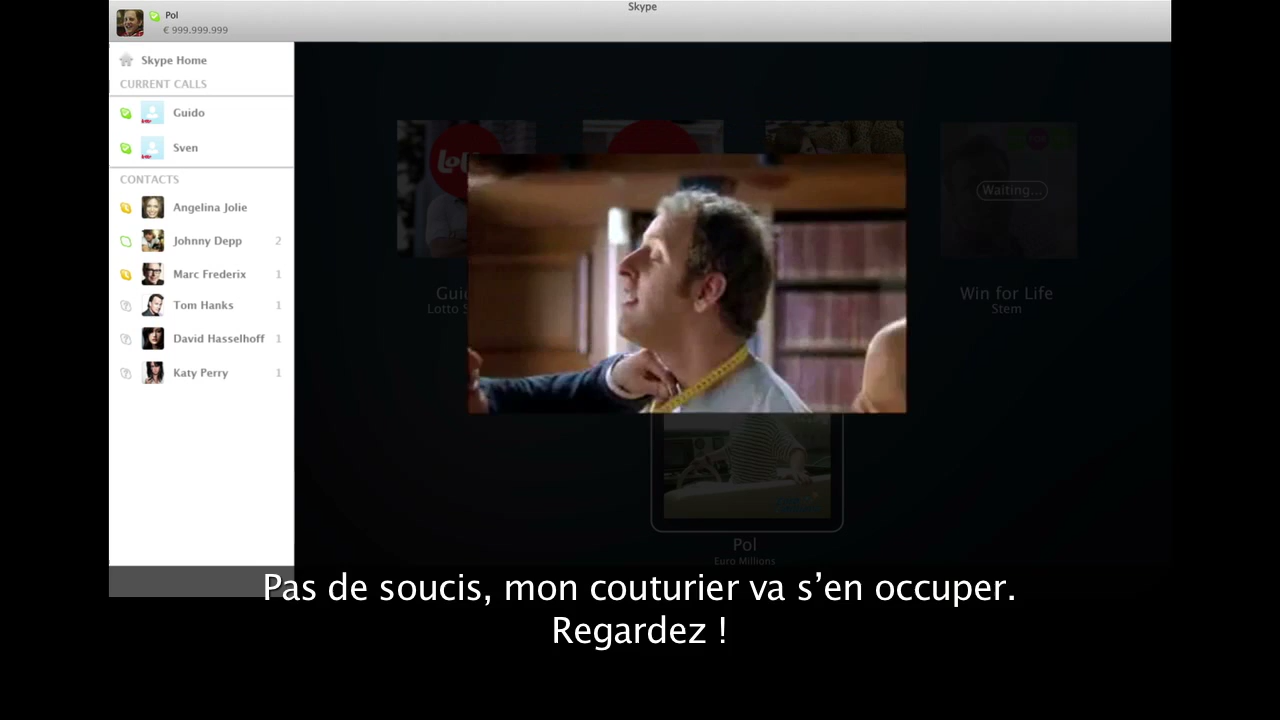 Skype
Pol
€ 999.999.999
Skype Home
CURRENT CALLS
Guido
Sven
CONTACTS
Angelina Jolie
Johnny Depp 2
Marc Frederix 1
Tom Hanks 1
David Hasselhoff 1
Katy Perry 1
Waiting...
Lotto
Win for Life
Stem
Pol
Euro Millions
Pas de soucis, mon couturier va s’en occuper.
Regardez !